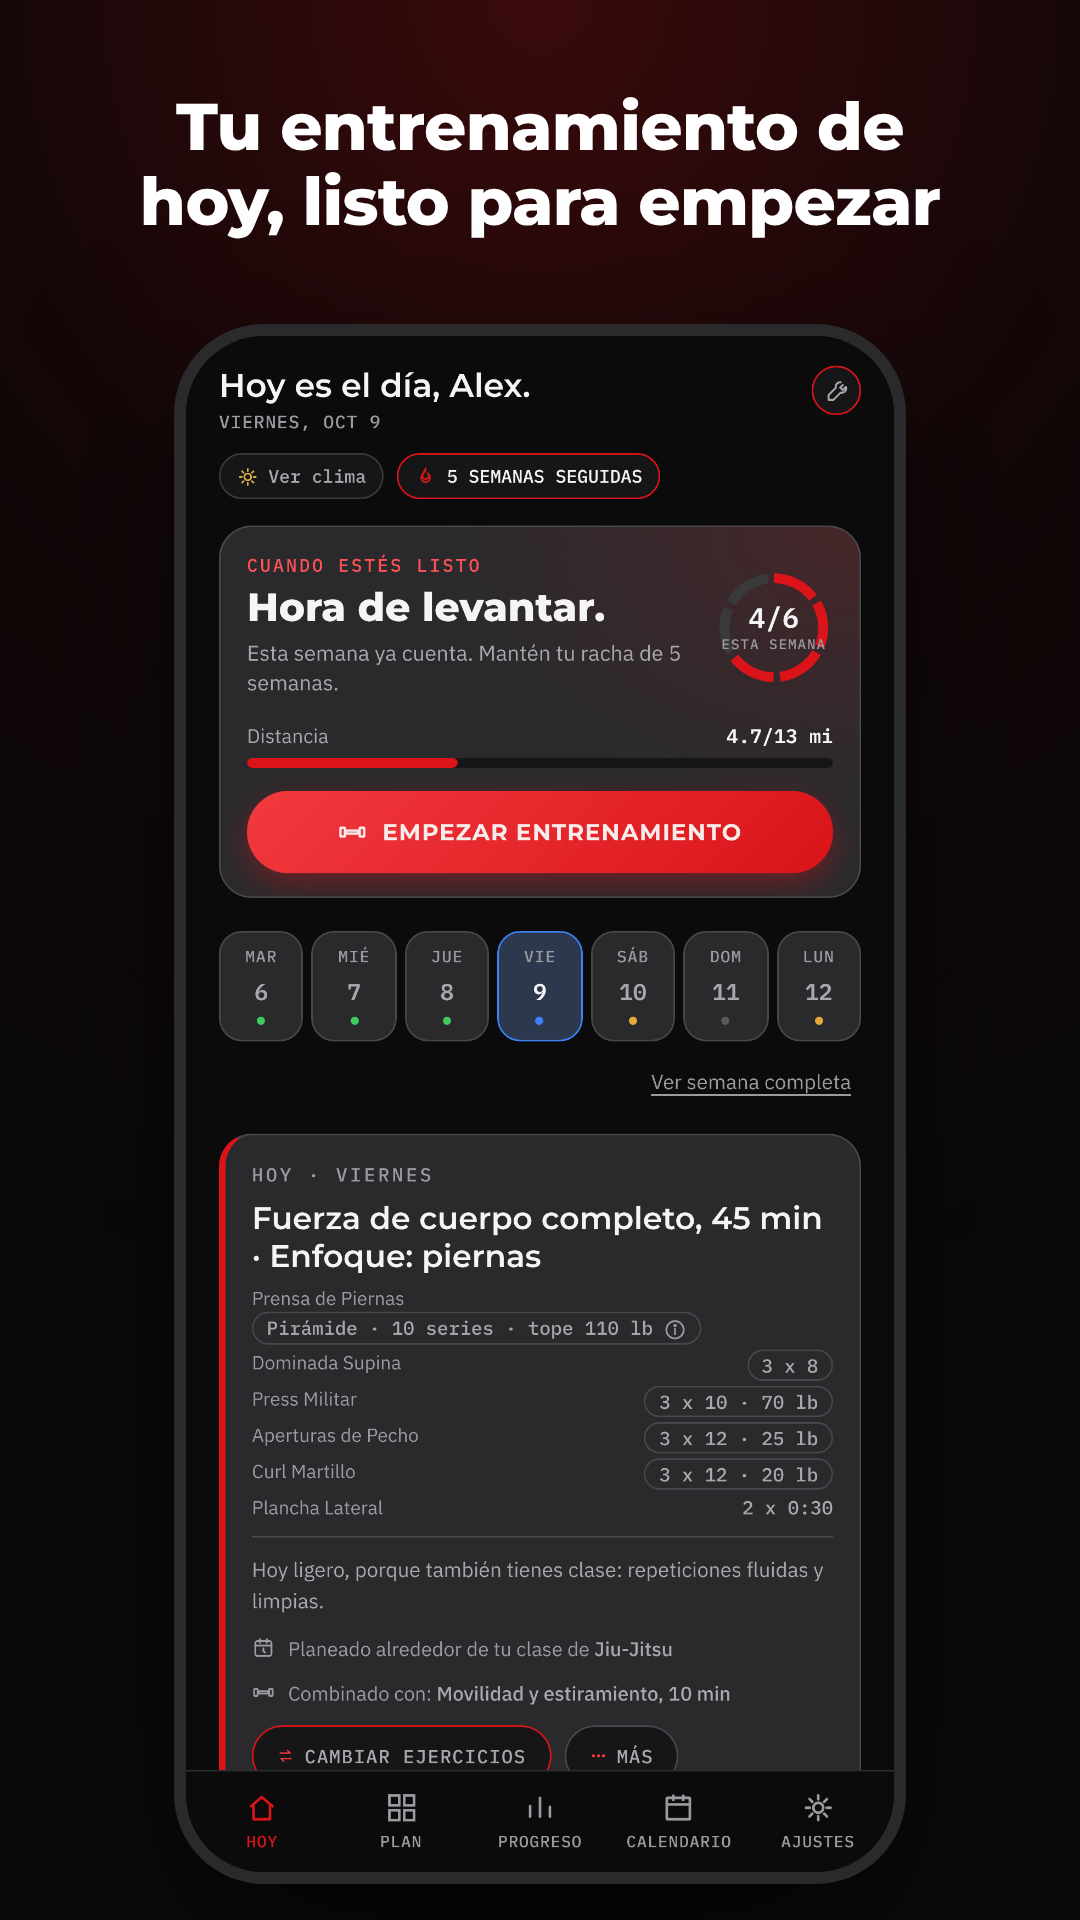 Tu entrenamiento de
hoy, listo para empezar
Hoy es el día, Alex.
VIERNES, OCT 9
Ver clima
5 SEMANAS SEGUIDAS
CUANDO ESTÉS LISTO
Hora de levantar.
Esta semana ya cuenta. Mantén tu racha de 5
semanas.
4/6
ESTA SEMANA
Distancia 4.7/13 mi
EMPEZAR ENTRENAMIENTO
MAR MIÉ JUE VIE SÁB DOM LUN
6 7 8 9 10 11 12
Ver semana completa
HOY · VIERNES
Fuerza de cuerpo completo, 45 min
· Enfoque: piernas
Prensa de Piernas
Pirámide · 10 series · tope 110 lb
Dominada Supina 3 x 8
Press Militar 3 x 10 · 70 lb
Aperturas de Pecho 3 x 12 · 25 lb
Curl Martillo 3 x 12 · 20 lb
Plancha Lateral 2 x 0:30
Hoy ligero, porque también tienes clase: repeticiones fluidas y
limpias.
Planeado alrededor de tu clase de Jiu-Jitsu
Combinado con: Movilidad y estiramiento, 10 min
CAMBIAR EJERCICIOS
MÁS
HOY PLAN PROGRESO CALENDARIO AJUSTES